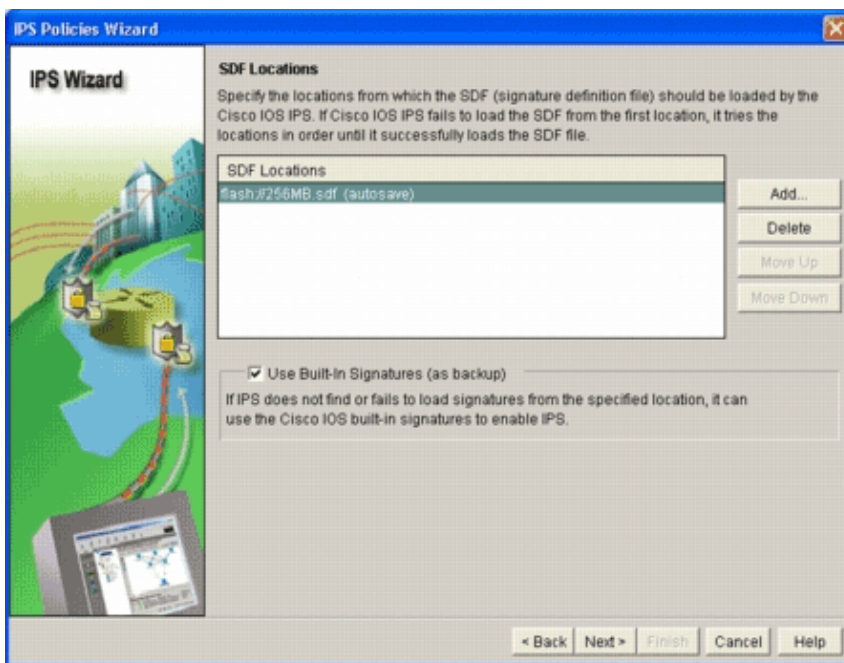 IPS Policies Wizard
IPS Wizard
SDF Locations
Specify the locations from which the SDF (signature definition file) should be loaded by the
Cisco IOS IPS. If Cisco IOS IPS fails to load the SDF from the first location, it tries the
locations in order until it successfully loads the SDF file.
SDF Locations
flash://256MB.sdf (autosave)
Add...
Delete
Move Up
Move Down
Use Built-In Signatures (as backup)
If IPS does not find or fails to load signatures from the specified location, it can
use the Cisco IOS built-in signatures to enable IPS.
< Back Next > Finish Cancel Help